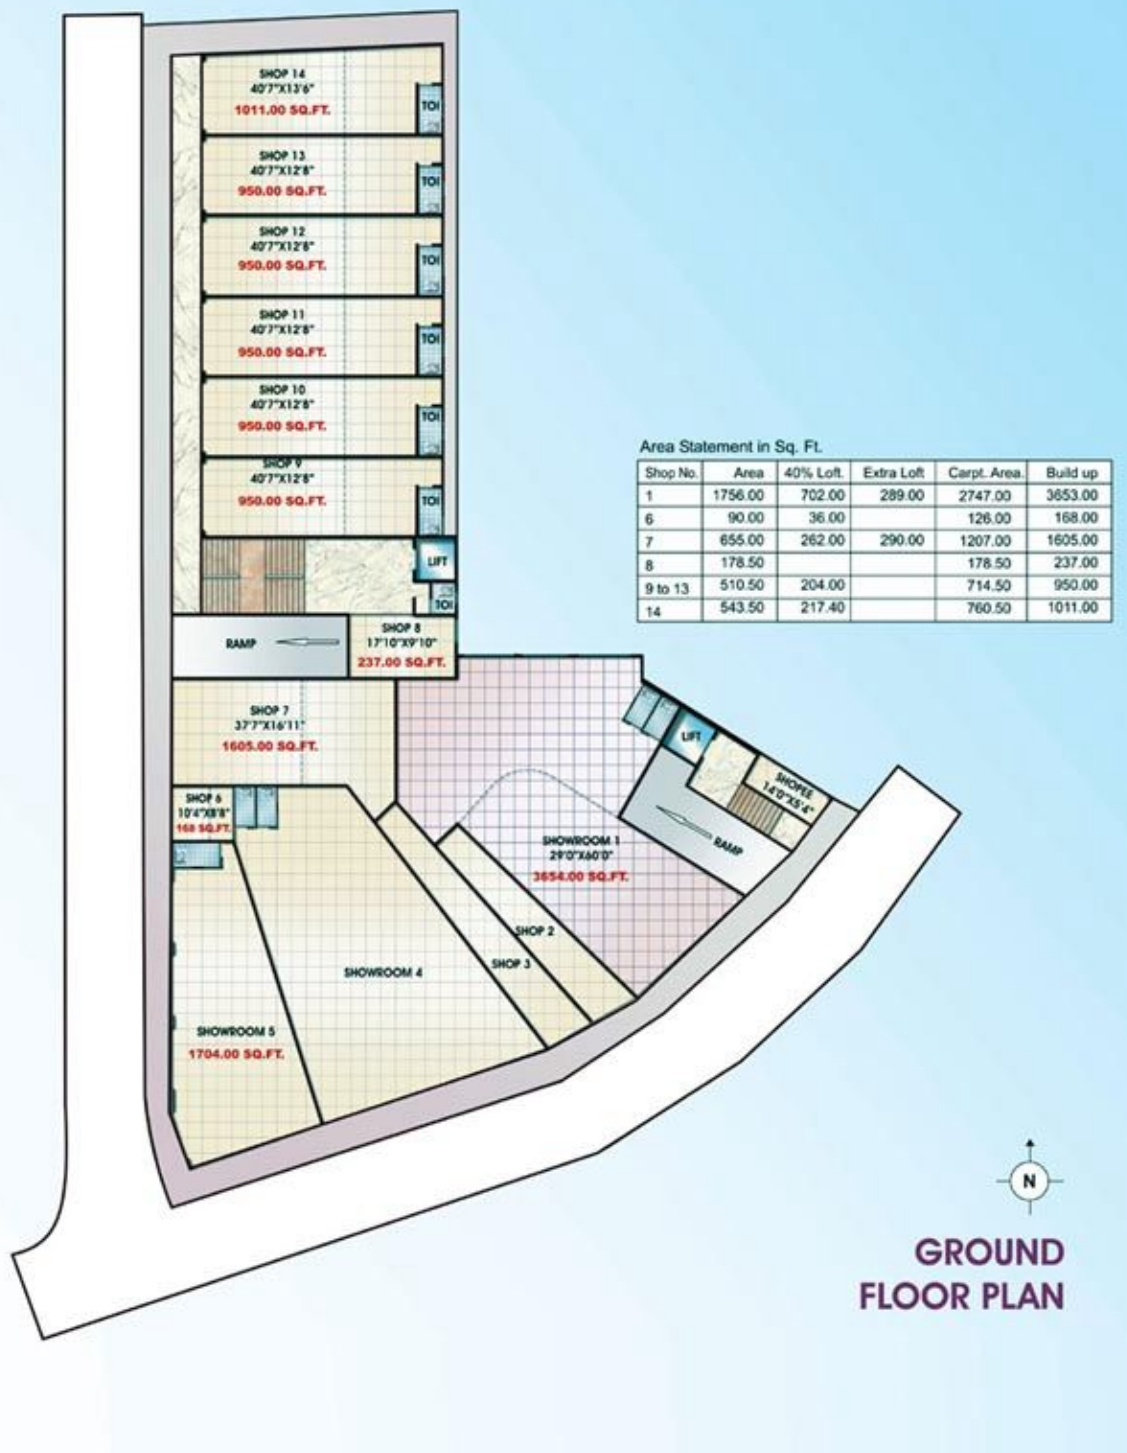 SHOP 14
40'7"X13'6"
1011.00 SQ.FT.
TOI
SHOP 13
40'7"X12'8"
950.00 SQ.FT.
TOI
SHOP 12
40'7"X12'8"
950.00 SQ.FT.
TOI
SHOP 11
40'7"X12'8"
950.00 SQ.FT.
TOI
SHOP 10
40'7"X12'8"
950.00 SQ.FT.
TOI
SHOP 9
40'7"X12'8"
950.00 SQ.FT.
TOI
LIFT
TOI
RAMP
SHOP 8
17'10"X9'10"
237.00 SQ.FT.
Area Statement in Sq. Ft.
Shop No. Area 40% Loft. Extra Loft Carpt. Area. Build up
1 1756.00 702.00 289.00 2747.00 3653.00
6 90.00 36.00 126.00 168.00
7 655.00 262.00 290.00 1207.00 1605.00
8 178.50 178.50 237.00
9 to 13 510.50 204.00 714.50 950.00
14 543.50 217.40 760.50 1011.00
SHOP 7
37'7"X16'11"
1605.00 SQ.FT.
LIFT
SHOPEE
14'0"X5'4"
RAMP
SHOP 6
10'4"X8'8"
168 SQ.FT.
SHOWROOM 1
29'0"X60'0"
3654.00 SQ.FT.
SHOP 2
SHOP 3
SHOWROOM 4
SHOWROOM 5
1704.00 SQ.FT.
N
GROUND
FLOOR PLAN